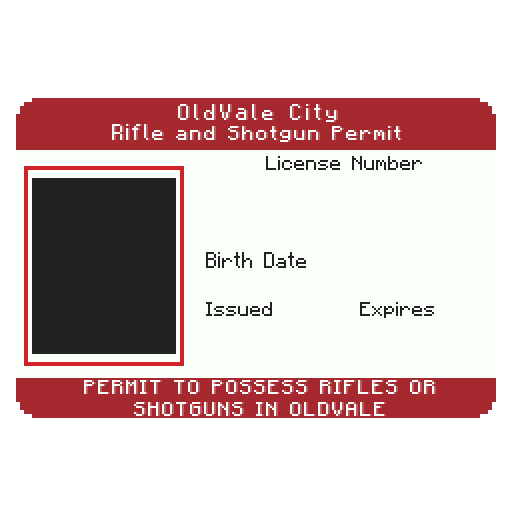 OldVale City
Rifle and Shotgun Permit
License Number
Birth Date
Issued Expires
PERMIT TO POSSESS RIFLES OR
SHOTGUNS IN OLDVALE